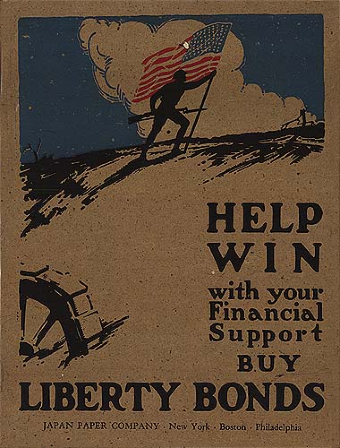 HELP
WIN
with your
Financial
Support
BUY
LIBERTY BONDS
JAPAN PAPER COMPANY · New York · Boston · Philadelphia